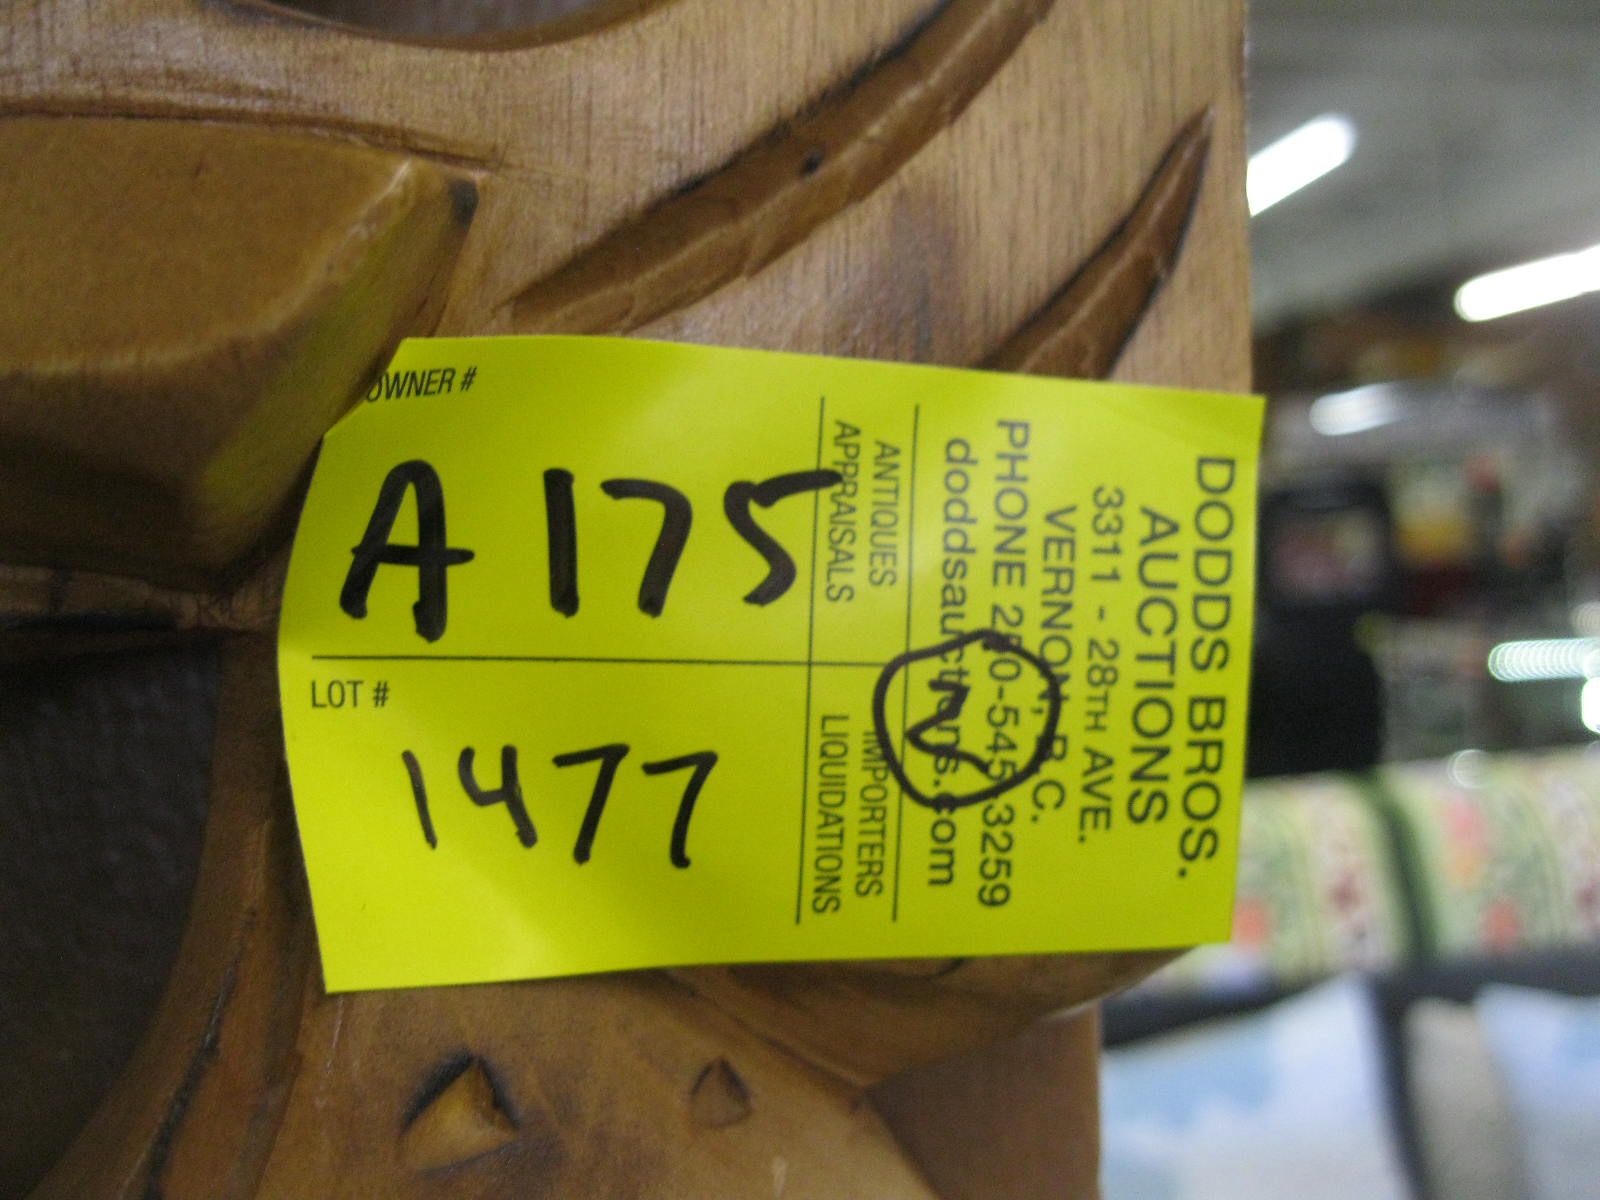 OWNER #
A 175
LOT #
1477
ANTIQUES
APPRAISALS
IMPORTERS
LIQUIDATIONS
DODDS BROS.
AUCTIONS
3311 - 28TH AVE.
VERNON, B.C.
PHONE 250-545-3259
doddsauctions.com